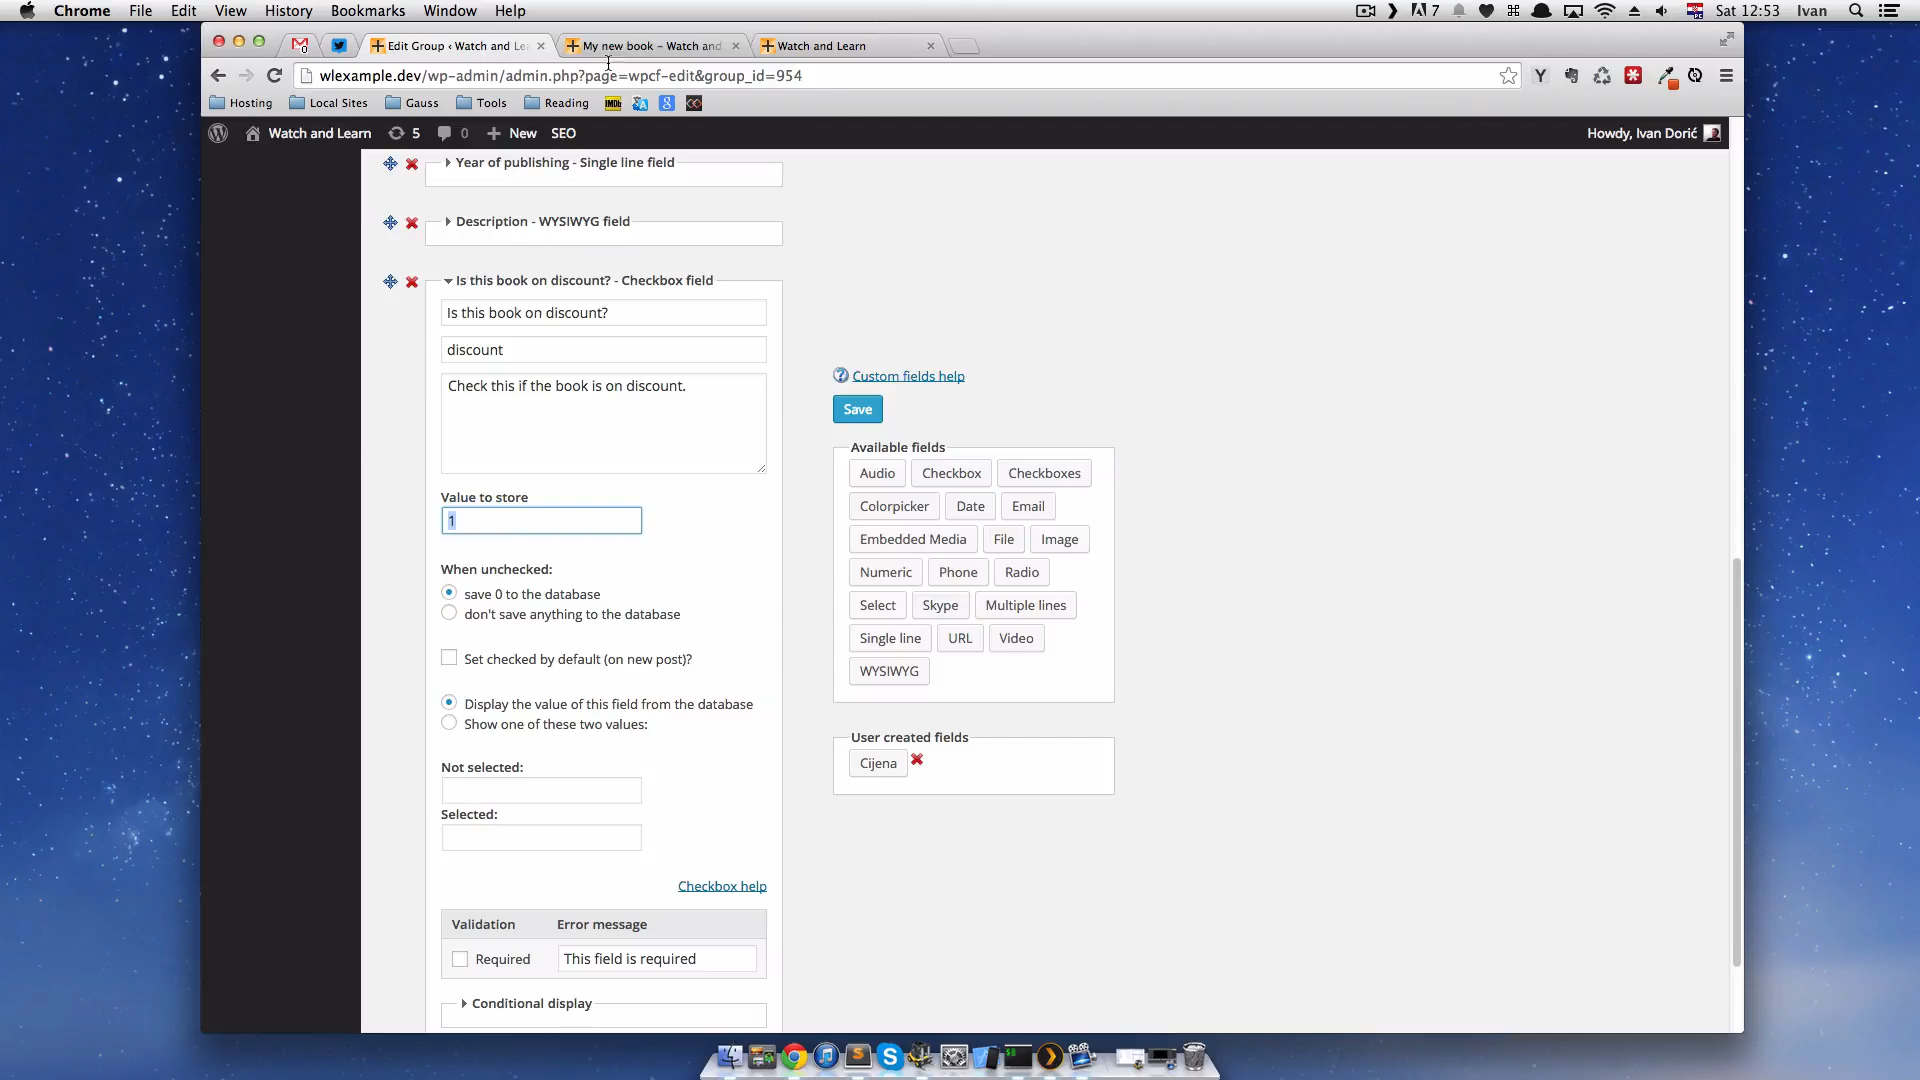 Chrome File Edit View History Bookmarks Window Help
7 Sat 12:53 Ivan
Edit Group ‹ Watch and Le
My new book – Watch and
Watch and Learn
wlexample.dev/wp-admin/admin.php?page=wpcf-edit&group_id=954
Hosting Local Sites Gauss Tools Reading
Watch and Learn 5 0 New SEO Howdy, Ivan Dorić
Year of publishing - Single line field
Description - WYSIWYG field
Is this book on discount? - Checkbox field
Is this book on discount?
discount
Check this if the book is on discount.
Value to store
1
When unchecked:
save 0 to the database
don't save anything to the database
Set checked by default (on new post)?
Display the value of this field from the database
Show one of these two values:
Not selected:
Selected:
Checkbox help
Validation Error message
Required This field is required
Conditional display
Custom fields help
Save
Available fields
Audio Checkbox Checkboxes
Colorpicker Date Email
Embedded Media File Image
Numeric Phone Radio
Select Skype Multiple lines
Single line URL Video
WYSIWYG
User created fields
Cijena